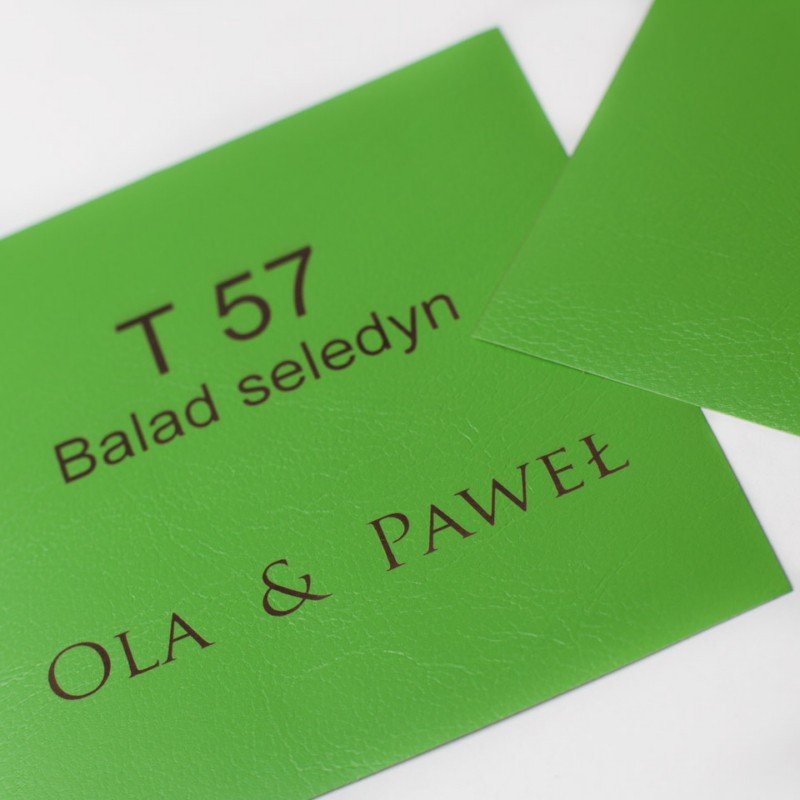 T 57
Balad seledyn
OLA & PAWEŁ